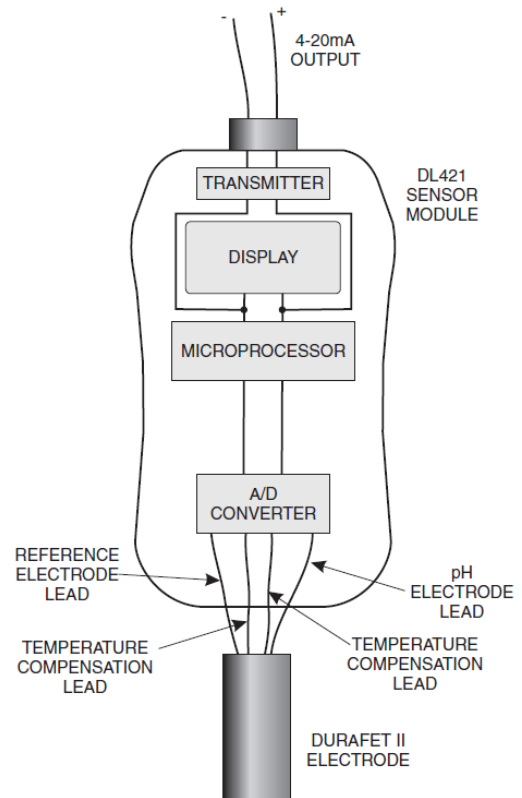 - +
4-20mA
OUTPUT
TRANSMITTER
DL421
SENSOR
MODULE
DISPLAY
MICROPROCESSOR
A/D
CONVERTER
REFERENCE
ELECTRODE
LEAD
pH
ELECTRODE
LEAD
TEMPERATURE
COMPENSATION
LEAD
TEMPERATURE
COMPENSATION
LEAD
DURAFET II
ELECTRODE